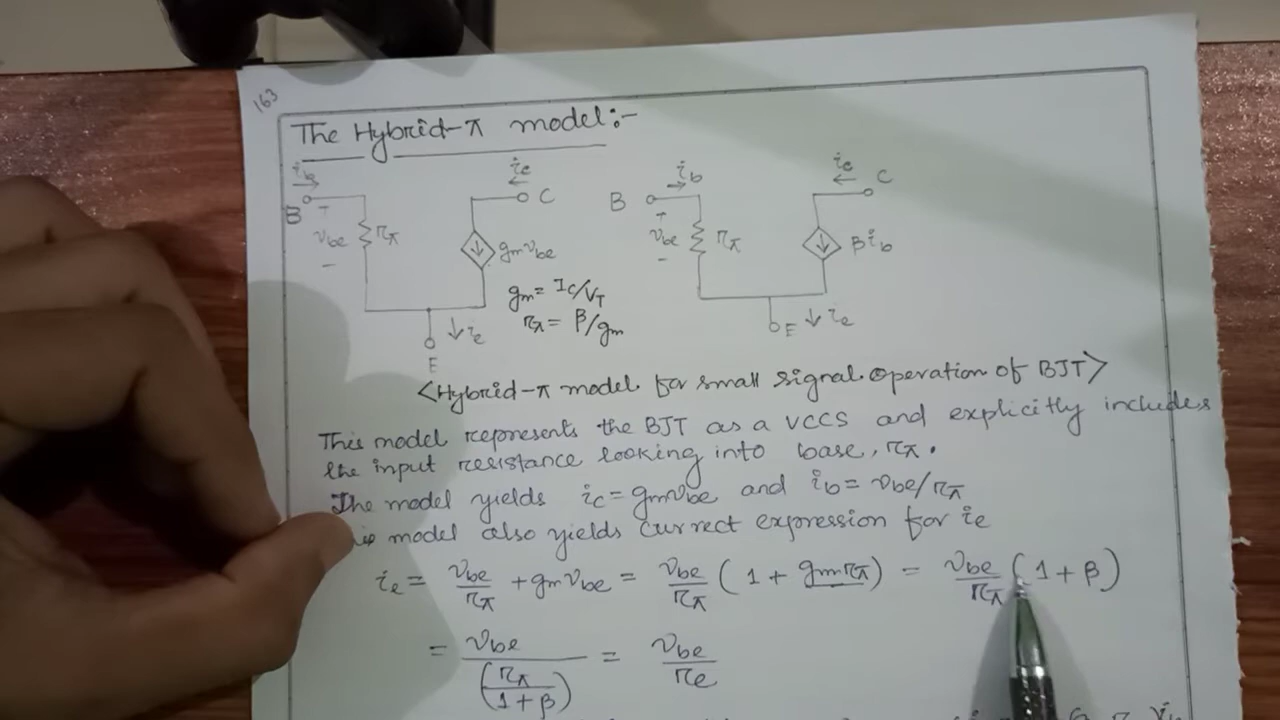 163
The Hybrid-π model:-
ib ic ib ic
B + vbe - rπ gmvbe C B + vbe - rπ βib C
gm = Ic/VT
rπ = β/gm
ie E E ie
<Hybrid-π model for small signal operation of BJT>
This model represents the BJT as a VCCS and explicitly includes
the input resistance looking into base, rπ.
The model yields ic = gmvbe and ib = vbe/rπ
model also yields currect expression for ie
ie = vbe/rπ + gmvbe = vbe/rπ (1 + gmrπ) = vbe/rπ (1 + β)
= vbe/(rπ/(1+β)) = vbe/re